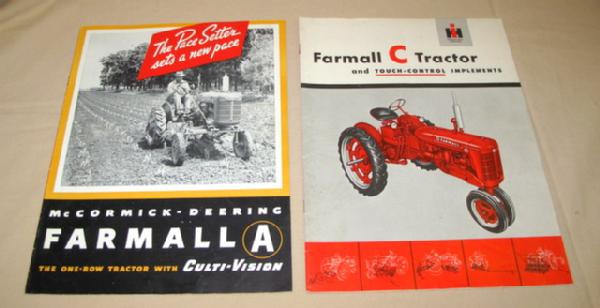 The Pace Setter
sets a new pace
McCORMICK-DEERING
FARMALL A
THE ONE-ROW TRACTOR WITH CULTI-VISION
IH
Farmall C Tractor
and TOUCH-CONTROL IMPLEMENTS
FARMALL